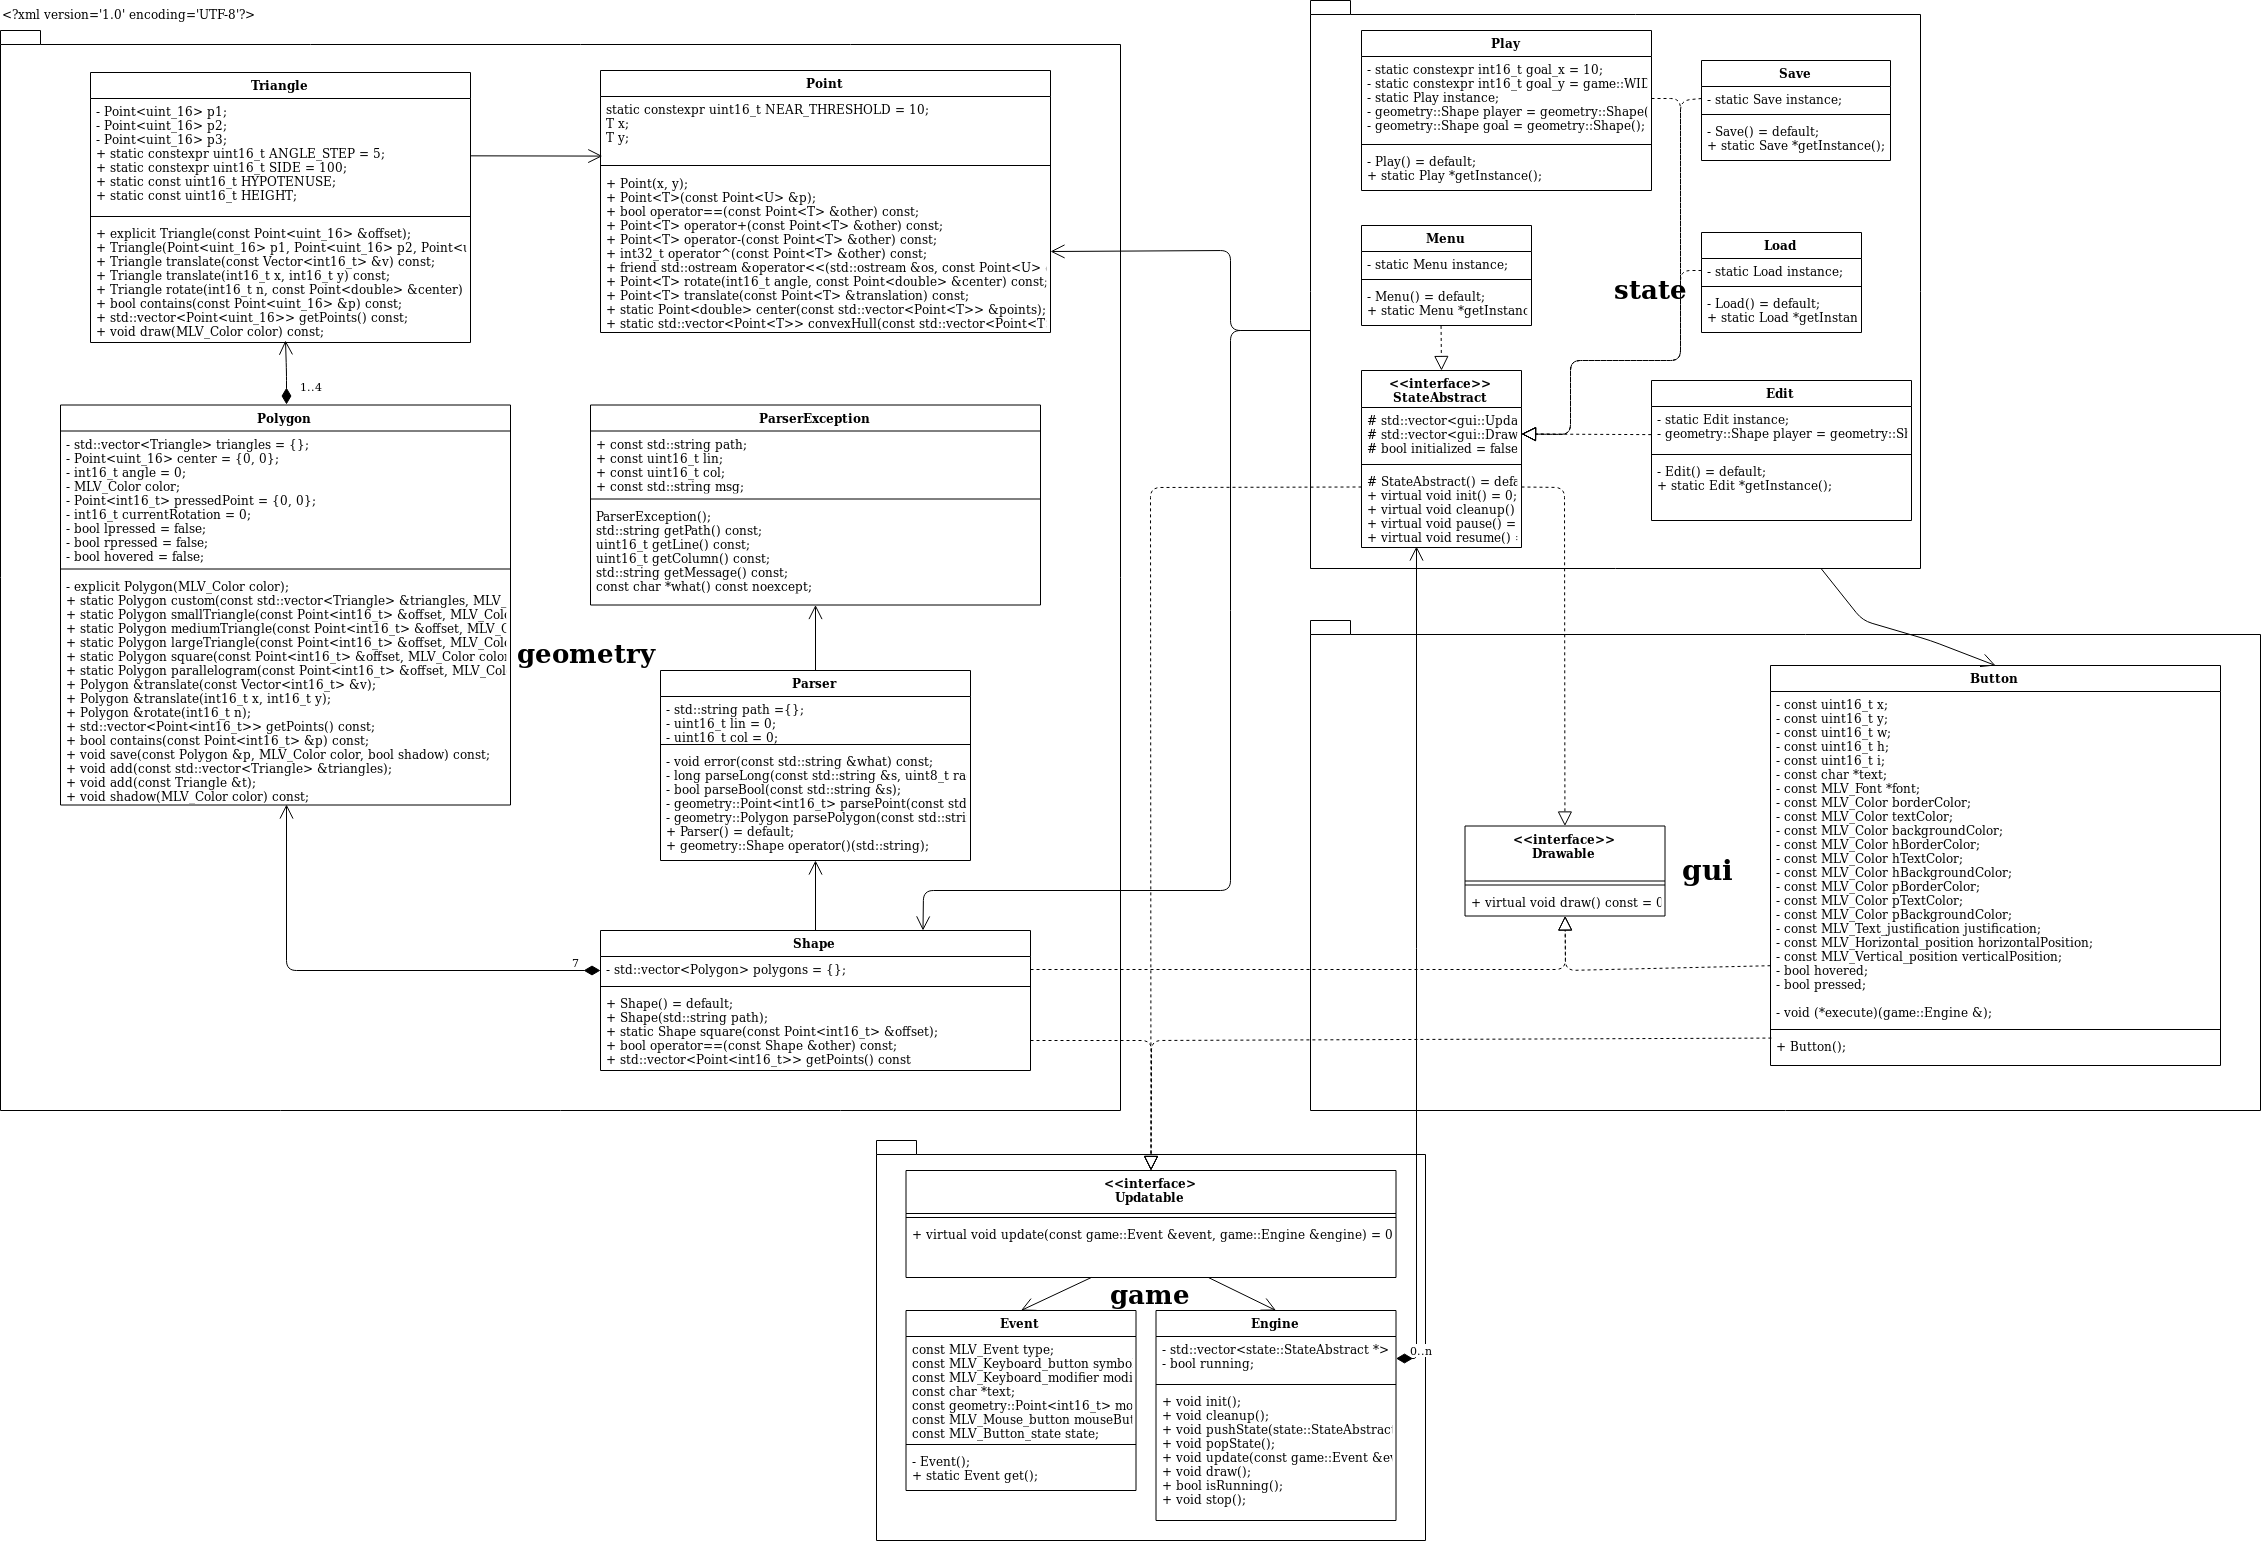 <?xml version='1.0' encoding='UTF-8'?>
Triangle
- Point<uint_16> p1;
- Point<uint_16> p2;
- Point<uint_16> p3;
+ static constexpr uint16_t ANGLE_STEP = 5;
+ static constexpr uint16_t SIDE = 100;
+ static const uint16_t HYPOTENUSE;
+ static const uint16_t HEIGHT;
+ explicit Triangle(const Point<uint_16> &offset);
+ Triangle(Point<uint_16> p1, Point<uint_16> p2, Point<u
+ Triangle translate(const Vector<int16_t> &v) const;
+ Triangle translate(int16_t x, int16_t y) const;
+ Triangle rotate(int16_t n, const Point<double> &center)
+ bool contains(const Point<uint_16> &p) const;
+ std::vector<Point<uint_16>> getPoints() const;
+ void draw(MLV_Color color) const;
Point
static constexpr uint16_t NEAR_THRESHOLD = 10;
T x;
T y;
+ Point(x, y);
+ Point<T>(const Point<U> &p);
+ bool operator==(const Point<T> &other) const;
+ Point<T> operator+(const Point<T> &other) const;
+ Point<T> operator-(const Point<T> &other) const;
+ int32_t operator^(const Point<T> &other) const;
+ friend std::ostream &operator<<(std::ostream &os, const Point<U>
+ Point<T> rotate(int16_t angle, const Point<double> &center) const;
+ Point<T> translate(const Point<T> &translation) const;
+ static Point<double> center(const std::vector<Point<T>> &points);
+ static std::vector<Point<T>> convexHull(const std::vector<Point<T
1..4
Polygon
- std::vector<Triangle> triangles = {};
- Point<uint_16> center = {0, 0};
- int16_t angle = 0;
- MLV_Color color;
- Point<int16_t> pressedPoint = {0, 0};
- int16_t currentRotation = 0;
- bool lpressed = false;
- bool rpressed = false;
- bool hovered = false;
- explicit Polygon(MLV_Color color);
+ static Polygon custom(const std::vector<Triangle> &triangles, MLV_
+ static Polygon smallTriangle(const Point<int16_t> &offset, MLV_Colo
+ static Polygon mediumTriangle(const Point<int16_t> &offset, MLV_C
+ static Polygon largeTriangle(const Point<int16_t> &offset, MLV_Colo
+ static Polygon square(const Point<int16_t> &offset, MLV_Color color
+ static Polygon parallelogram(const Point<int16_t> &offset, MLV_Col
+ Polygon &translate(const Vector<int16_t> &v);
+ Polygon &translate(int16_t x, int16_t y);
+ Polygon &rotate(int16_t n);
+ std::vector<Point<int16_t>> getPoints() const;
+ bool contains(const Point<int16_t> &p) const;
+ void save(const Polygon &p, MLV_Color color, bool shadow) const;
+ void add(const std::vector<Triangle> &triangles);
+ void add(const Triangle &t);
+ void shadow(MLV_Color color) const;
ParserException
+ const std::string path;
+ const uint16_t lin;
+ const uint16_t col;
+ const std::string msg;
ParserException();
std::string getPath() const;
uint16_t getLine() const;
uint16_t getColumn() const;
std::string getMessage() const;
const char *what() const noexcept;
geometry
Parser
- std::string path ={};
- uint16_t lin = 0;
- uint16_t col = 0;
- void error(const std::string &what) const;
- long parseLong(const std::string &s, uint8_t ra
- bool parseBool(const std::string &s);
- geometry::Point<int16_t> parsePoint(const std
- geometry::Polygon parsePolygon(const std::stri
+ Parser() = default;
+ geometry::Shape operator()(std::string);
7
Shape
- std::vector<Polygon> polygons = {};
+ Shape() = default;
+ Shape(std::string path);
+ static Shape square(const Point<int16_t> &offset);
+ bool operator==(const Shape &other) const;
+ std::vector<Point<int16_t>> getPoints() const
Play
- static constexpr int16_t goal_x = 10;
- static constexpr int16_t goal_y = game::WID
- static Play instance;
- geometry::Shape player = geometry::Shape(
- geometry::Shape goal = geometry::Shape();
- Play() = default;
+ static Play *getInstance();
Save
- static Save instance;
- Save() = default;
+ static Save *getInstance();
Menu
- static Menu instance;
- Menu() = default;
+ static Menu *getInstanc
state
Load
- static Load instance;
- Load() = default;
+ static Load *getInstan
<<interface>>
StateAbstract
# std::vector<gui::Upda
# std::vector<gui::Draw
# bool initialized = false
# StateAbstract() = defa
+ virtual void init() = 0;
+ virtual void cleanup()
+ virtual void pause() =
+ virtual void resume() =
Edit
- static Edit instance;
- geometry::Shape player = geometry::Sh
- Edit() = default;
+ static Edit *getInstance();
<<interface>>
Drawable
+ virtual void draw() const = 0
gui
Button
- const uint16_t x;
- const uint16_t y;
- const uint16_t w;
- const uint16_t h;
- const uint16_t i;
- const char *text;
- const MLV_Font *font;
- const MLV_Color borderColor;
- const MLV_Color textColor;
- const MLV_Color backgroundColor;
- const MLV_Color hBorderColor;
- const MLV_Color hTextColor;
- const MLV_Color hBackgroundColor;
- const MLV_Color pBorderColor;
- const MLV_Color pTextColor;
- const MLV_Color pBackgroundColor;
- const MLV_Text_justification justification;
- const MLV_Horizontal_position horizontalPosition;
- const MLV_Vertical_position verticalPosition;
- bool hovered;
- bool pressed;
- void (*execute)(game::Engine &);
+ Button();
<<interface>
Updatable
+ virtual void update(const game::Event &event, game::Engine &engine) = 0
game
Event
const MLV_Event type;
const MLV_Keyboard_button symbo
const MLV_Keyboard_modifier modi
const char *text;
const geometry::Point<int16_t> mo
const MLV_Mouse_button mouseBut
const MLV_Button_state state;
- Event();
+ static Event get();
Engine
- std::vector<state::StateAbstract *>
- bool running;
+ void init();
+ void cleanup();
+ void pushState(state::StateAbstract
+ void popState();
+ void update(const game::Event &ev
+ void draw();
+ bool isRunning();
+ void stop();
0..n